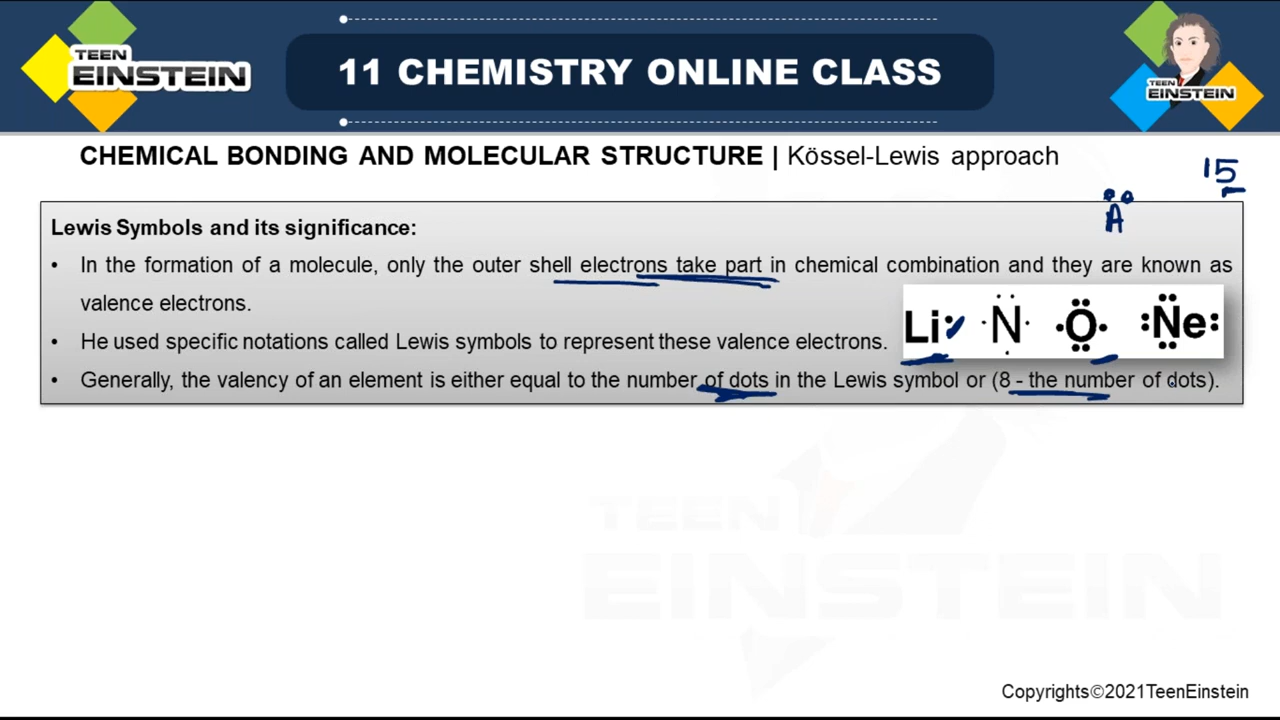 TEEN
EINSTEIN
11 CHEMISTRY ONLINE CLASS
TEEN
EINSTEIN
CHEMICAL BONDING AND MOLECULAR STRUCTURE | Kössel-Lewis approach
15
A
Lewis Symbols and its significance:
• In the formation of a molecule, only the outer shell electrons take part in chemical combination and they are known as
valence electrons.
• He used specific notations called Lewis symbols to represent these valence electrons.
Li N O Ne
• Generally, the valency of an element is either equal to the number of dots in the Lewis symbol or (8 - the number of dots).
TEEN
EINSTEIN
Copyrights©2021TeenEinstein